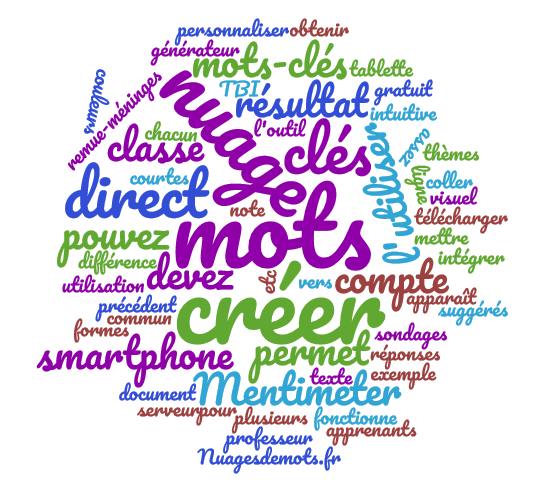 personnaliser obtenir
générateur
mots-clés tablette
couleurs
remue-méninges
TBI résultat gratuit
nuage
intuitive
chacun l'outil
classe clés
l'utiliser
assez
thèmes
ligne
courtes coller
direct visuel
note
télécharger
mots
pouvez mettre
différence intégrer
devez etc vers compte
utilisation apparaît
précédent créer suggérés
commun
formes sondages
smartphone permet réponses
texte exemple
document Mentimeter
serveurpour plusieurs fonctionne
professeur apprenants
Nuagesdemots.fr